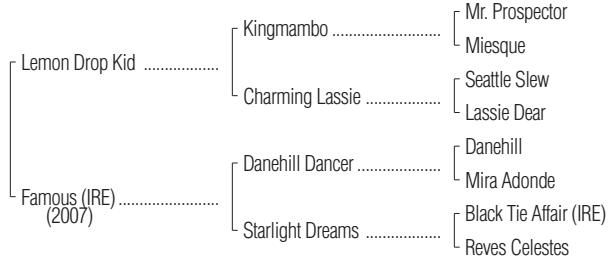 Mr. Prospector
Kingmambo ....................
Miesque
Lemon Drop Kid ...................
Seattle Slew
Charming Lassie ...................
Lassie Dear
Danehill
Danehill Dancer .....................
Mira Adonde
Famous (IRE) .........................
(2007)
Black Tie Affair (IRE)
Starlight Dreams ...................
Reves Celestes